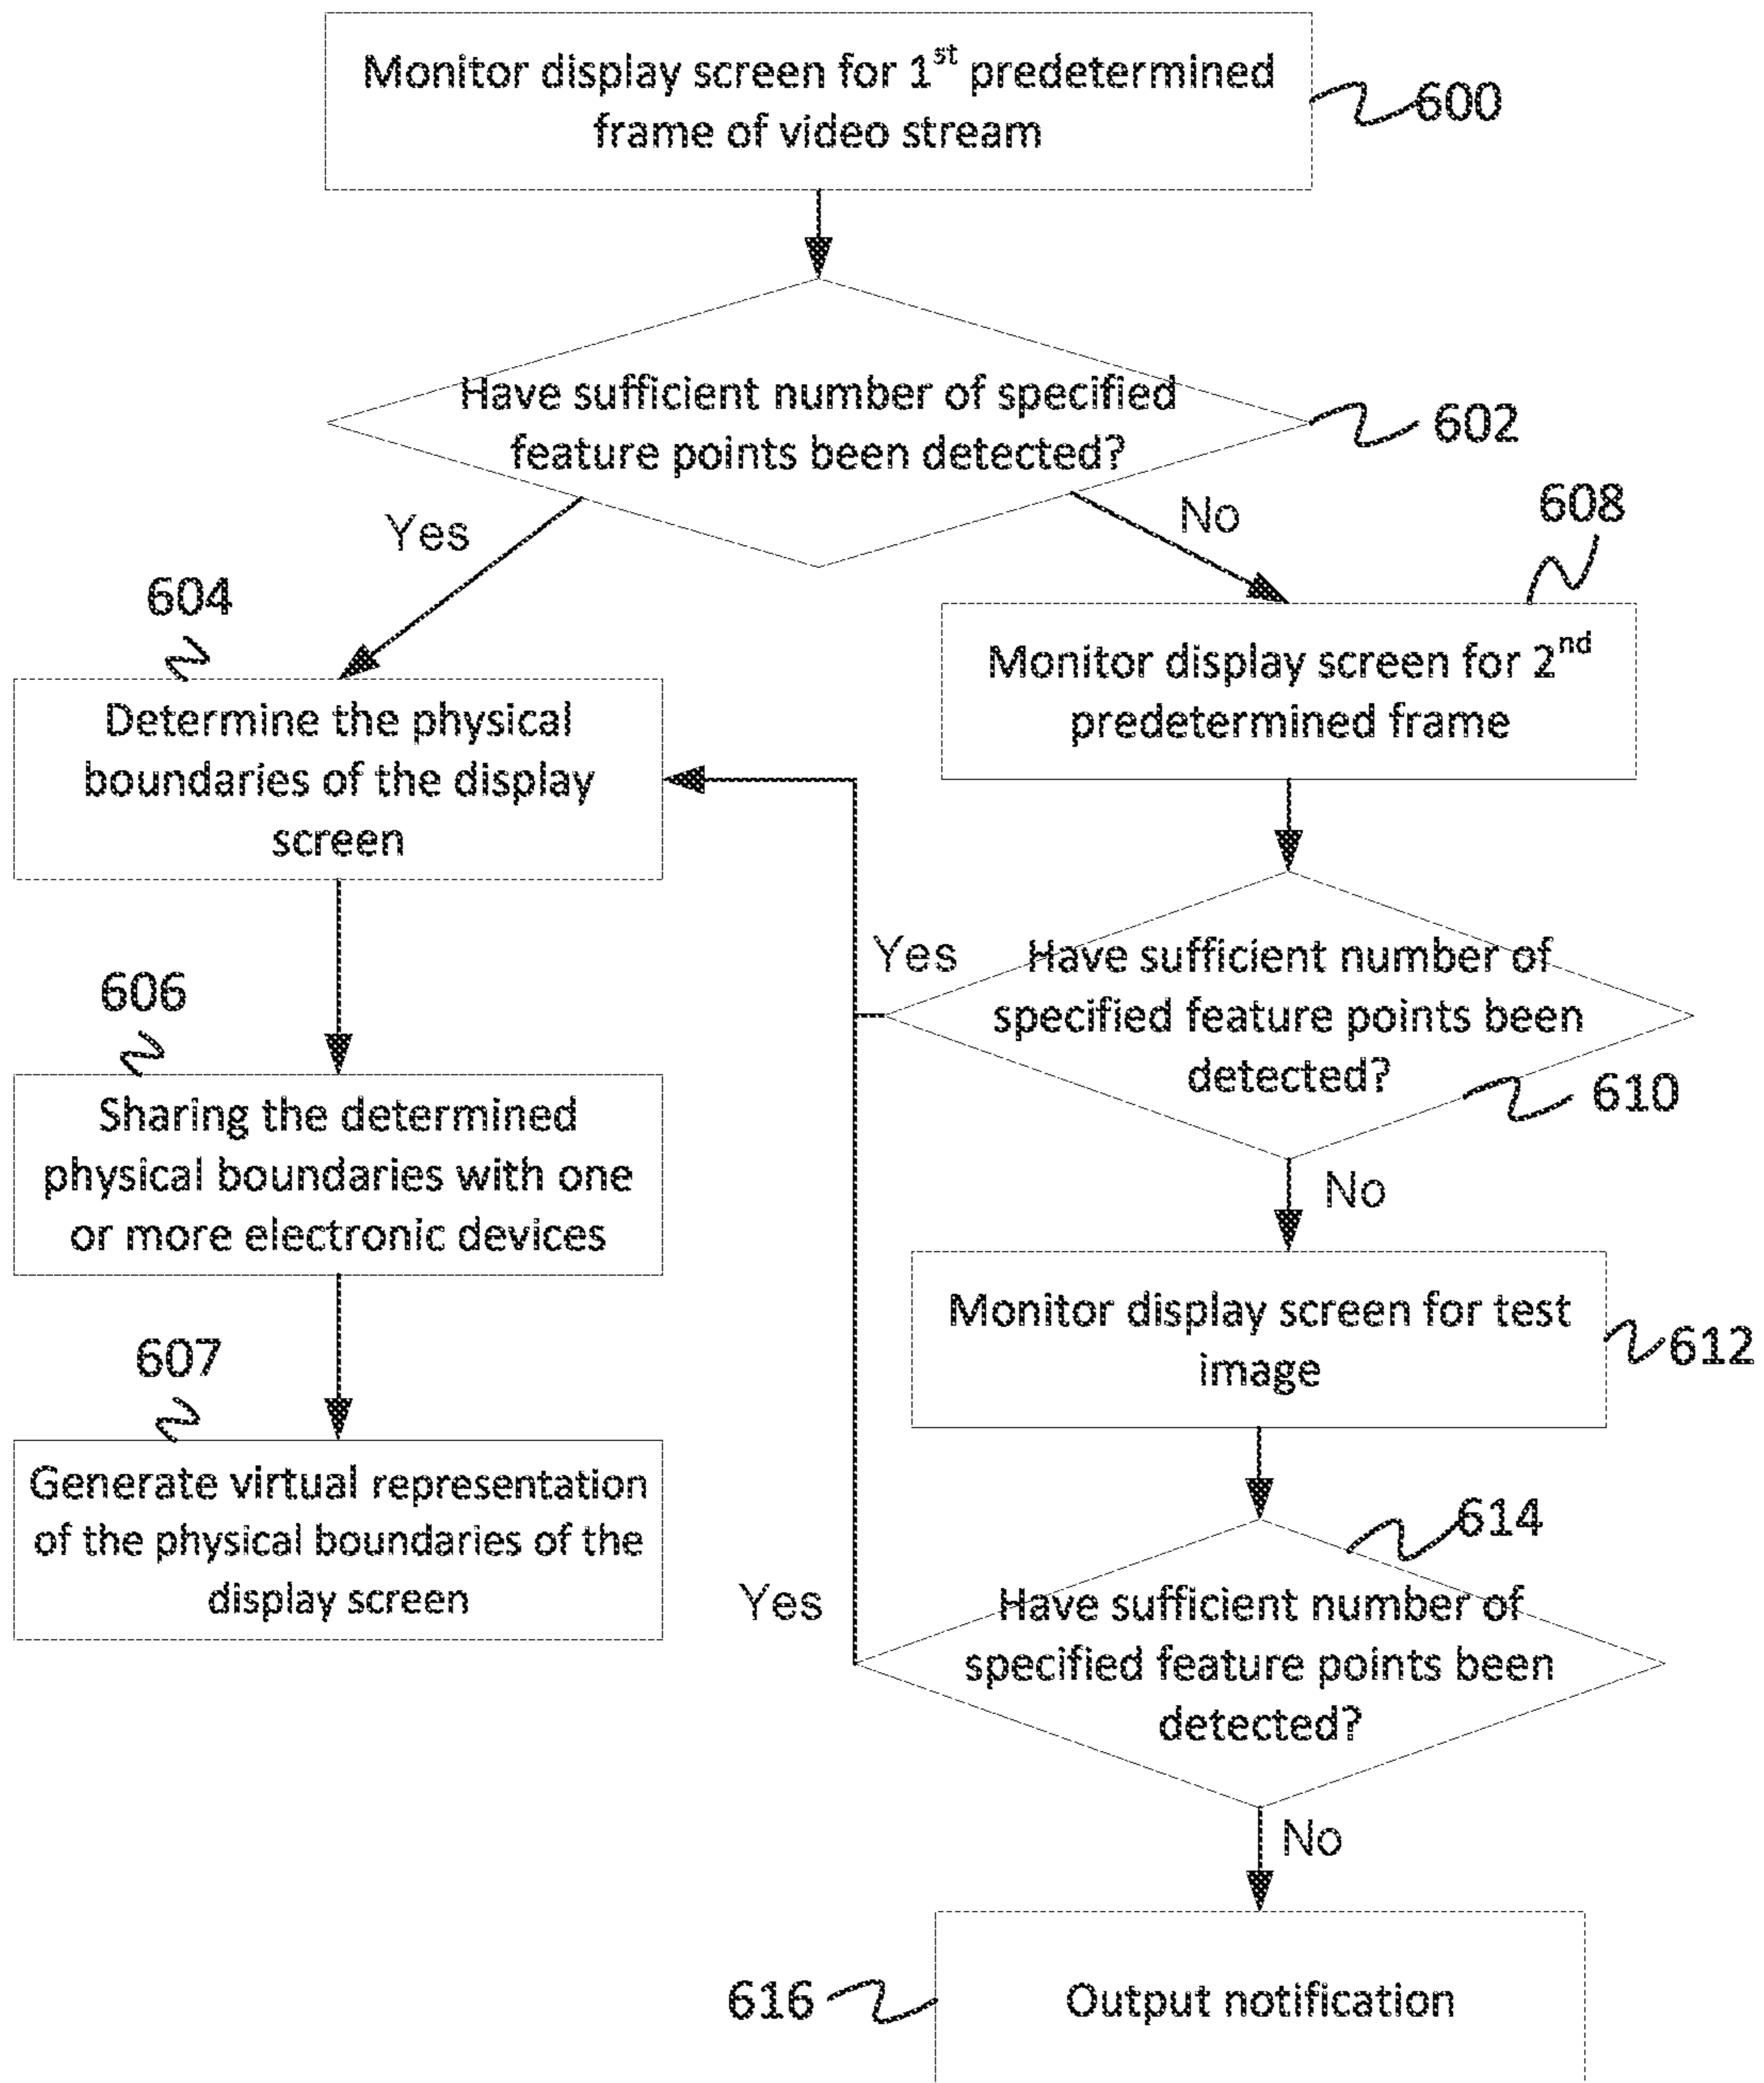 Monitor display screen for 1st predetermined
frame of video stream
600
Have sufficient number of specified
feature points been detected?
602
Yes
No
608
604
Monitor display screen for 2nd
predetermined frame
Determine the physical
boundaries of the display
screen
Yes
Have sufficient number of
specified feature points been
detected?
610
606
Sharing the determined
physical boundaries with one
or more electronic devices
No
Monitor display screen for test
image
612
607
Generate virtual representation
of the physical boundaries of the
display screen
614
Yes
Have sufficient number of
specified feature points been
detected?
No
616
Output notification